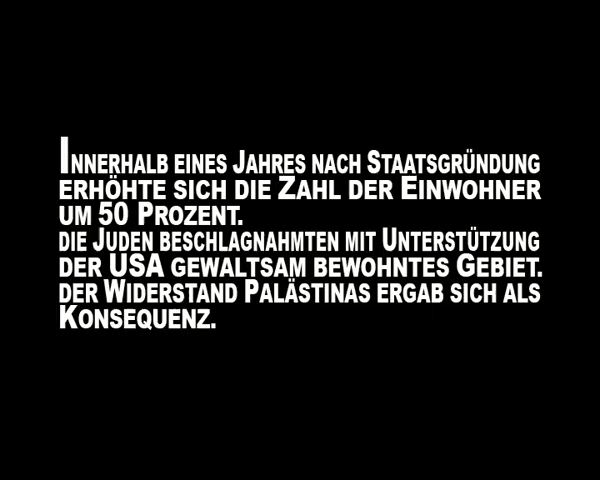 Innerhalb eines Jahres nach Staatsgründung
erhöhte sich die Zahl der Einwohner
um 50 Prozent.
die Juden beschlagnahmten mit Unterstützung
der USA gewaltsam bewohntes Gebiet.
der Widerstand Palästinas ergab sich als
Konsequenz.